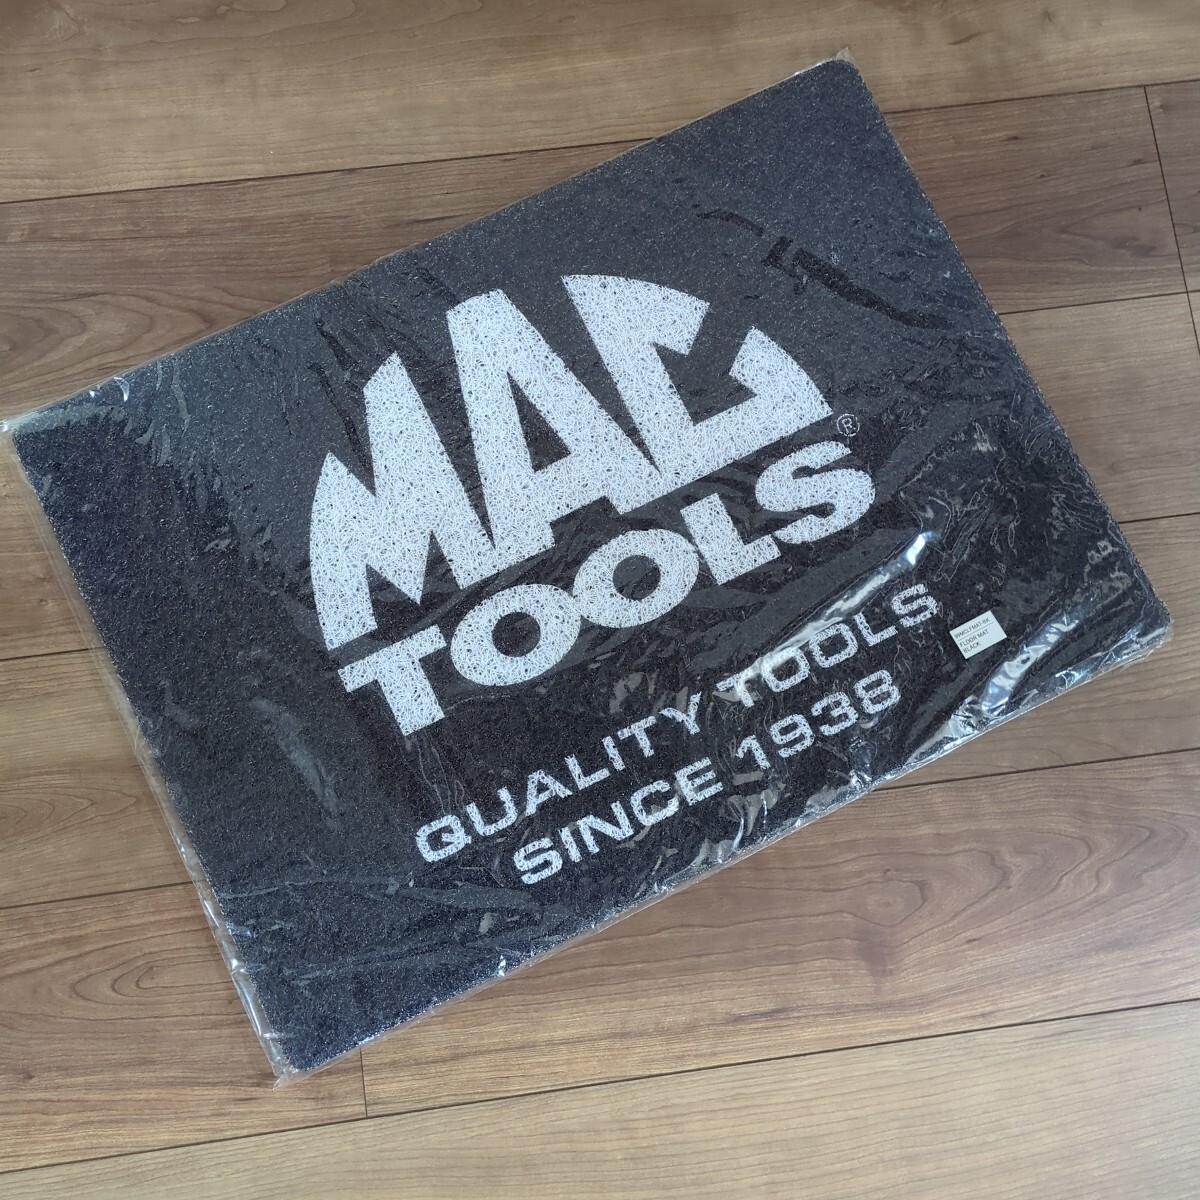 MAC
TOOLS®
QUALITY TOOLS
SINCE 1938
FLOOR MAT
BLACK